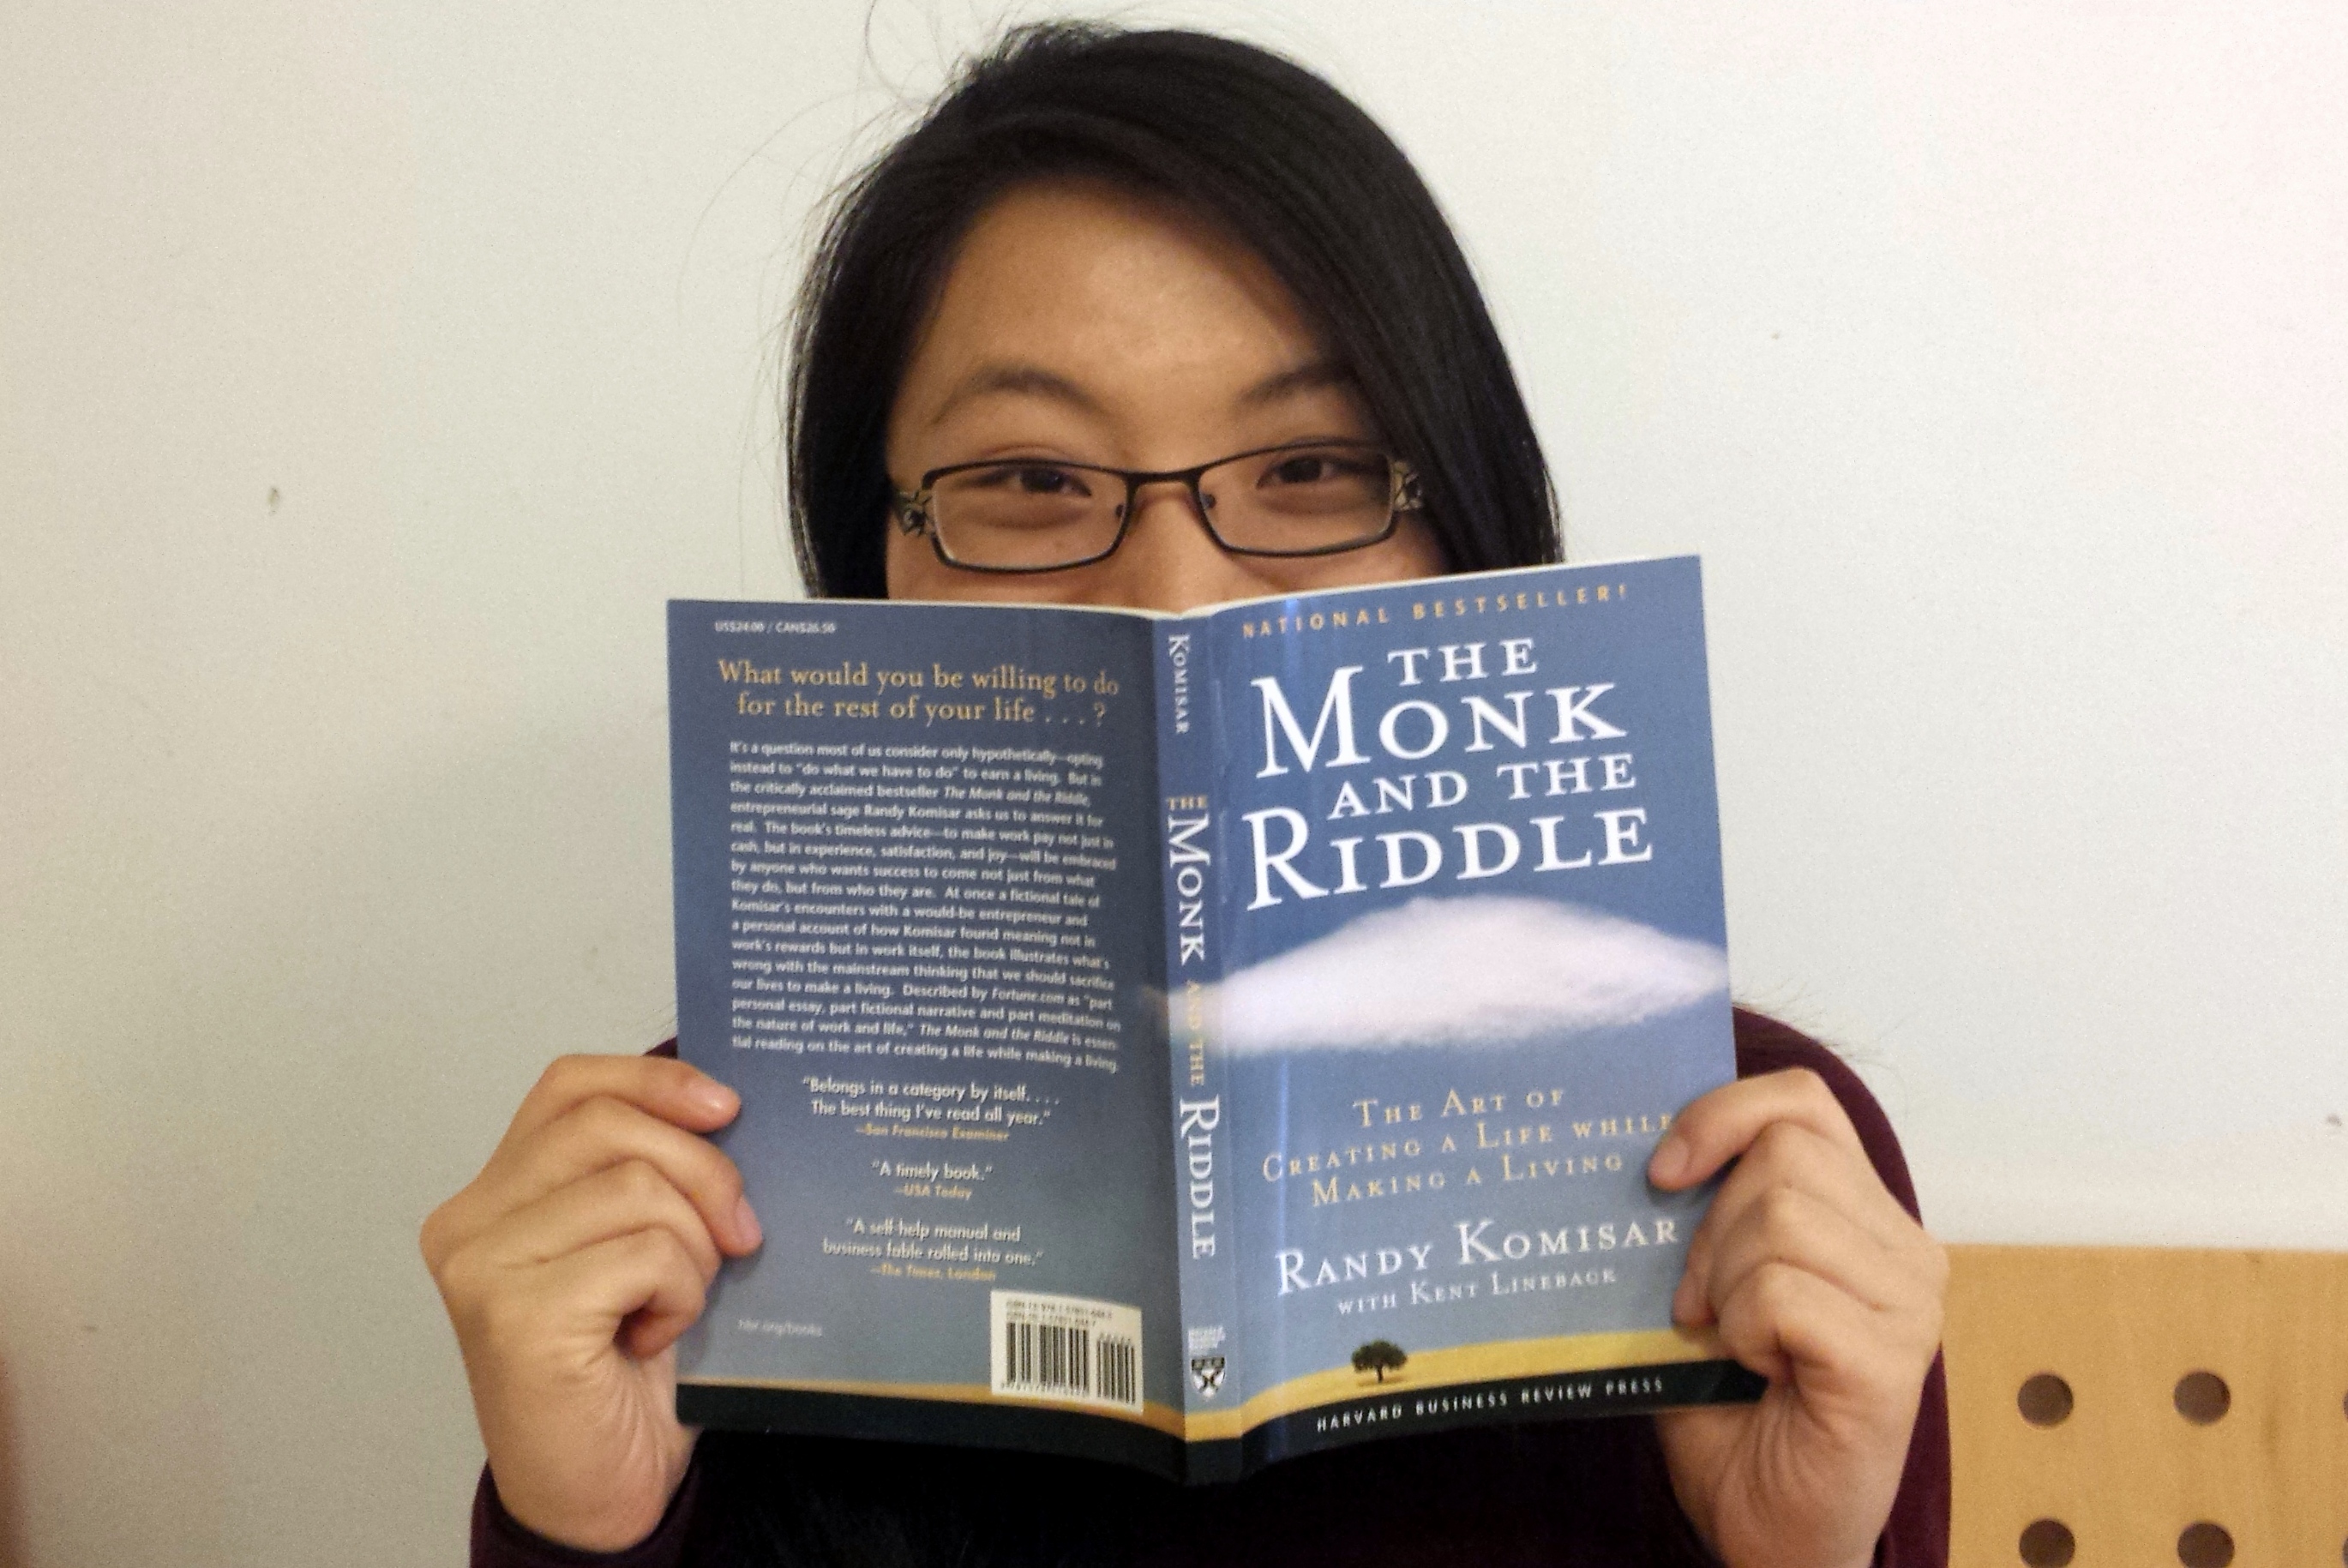 US$24.00 / CAN$26.50
What would you be willing to do
for the rest of your life . . . ?
It's a question most of us consider only hypothetically—opting
instead to "do what we have to do" to earn a living. But in
the critically acclaimed bestseller The Monk and the Riddle,
entrepreneurial sage Randy Komisar asks us to answer it for
real. The book's timeless advice—to make work pay not just in
cash, but in experience, satisfaction, and joy—will be embraced
by anyone who wants success to come not just from what
they do, but from who they are. At once a fictional tale of
Komisar's encounters with a would-be entrepreneur and
a personal account of how Komisar found meaning not in
work's rewards but in work itself, the book illustrates what's
wrong with the mainstream thinking that we should sacrifice
our lives to make a living. Described by Fortune.com as "part
personal essay, part fictional narrative and part meditation on
the nature of work and life," The Monk and the Riddle is essen-
tial reading on the art of creating a life while making a living.
"Belongs in a category by itself. . . .
The best thing I've read all year."
—San Francisco Examiner
"A timely book."
—USA Today
"A self-help manual and
business fable rolled into one."
—The Times, London
hbr.org/books
KOMISAR
THE MONK AND THE RIDDLE
NATIONAL BESTSELLER!
THE
MONK
AND THE
RIDDLE
THE ART OF
CREATING A LIFE WHILE
MAKING A LIVING
RANDY KOMISAR
WITH KENT LINEBACK
HARVARD BUSINESS REVIEW PRESS